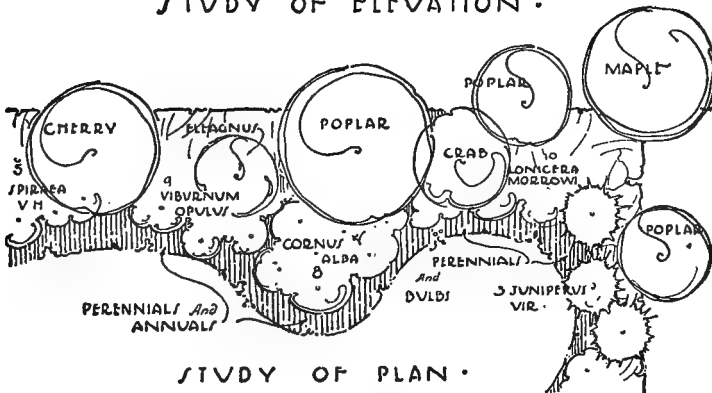 STUDY OF ELEVATION.
MAPLE
POPLAR
CHERRY
ELEAGNUS
POPLAR
CRAB
10
LONICERA
MORROWI
5
SPIRAEA
V H
9
VIBURNUM
OPULUS
POPLAR
CORNUS
ALBA
8
PERENNIALS
And
BULBS
3 JUNIPERUS
VIR.
PERENNIALS And
ANNUALS
STUDY OF PLAN.